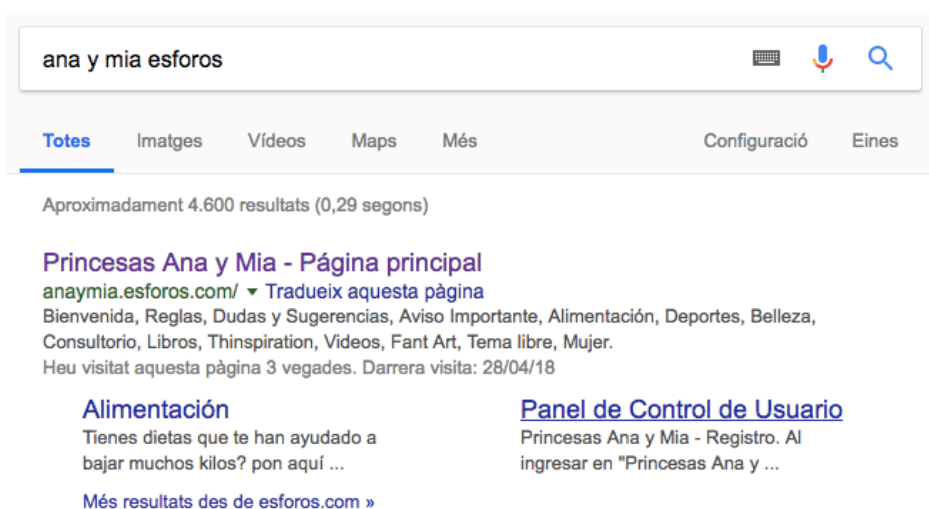 ana y mia esforos
Totes Imatges Vídeos Maps Més Configuració Eines
Aproximadament 4.600 resultats (0,29 segons)
Princesas Ana y Mia - Página principal
anaymia.esforos.com/ ▾ Tradueix aquesta pàgina
Bienvenida, Reglas, Dudas y Sugerencias, Aviso Importante, Alimentación, Deportes, Belleza,
Consultorio, Libros, Thinspiration, Videos, Fant Art, Tema libre, Mujer.
Heu visitat aquesta pàgina 3 vegades. Darrera visita: 28/04/18
Alimentación
Tienes dietas que te han ayudado a
bajar muchos kilos? pon aquí ...
Panel de Control de Usuario
Princesas Ana y Mia - Registro. Al
ingresar en "Princesas Ana y ...
Més resultats des de esforos.com »